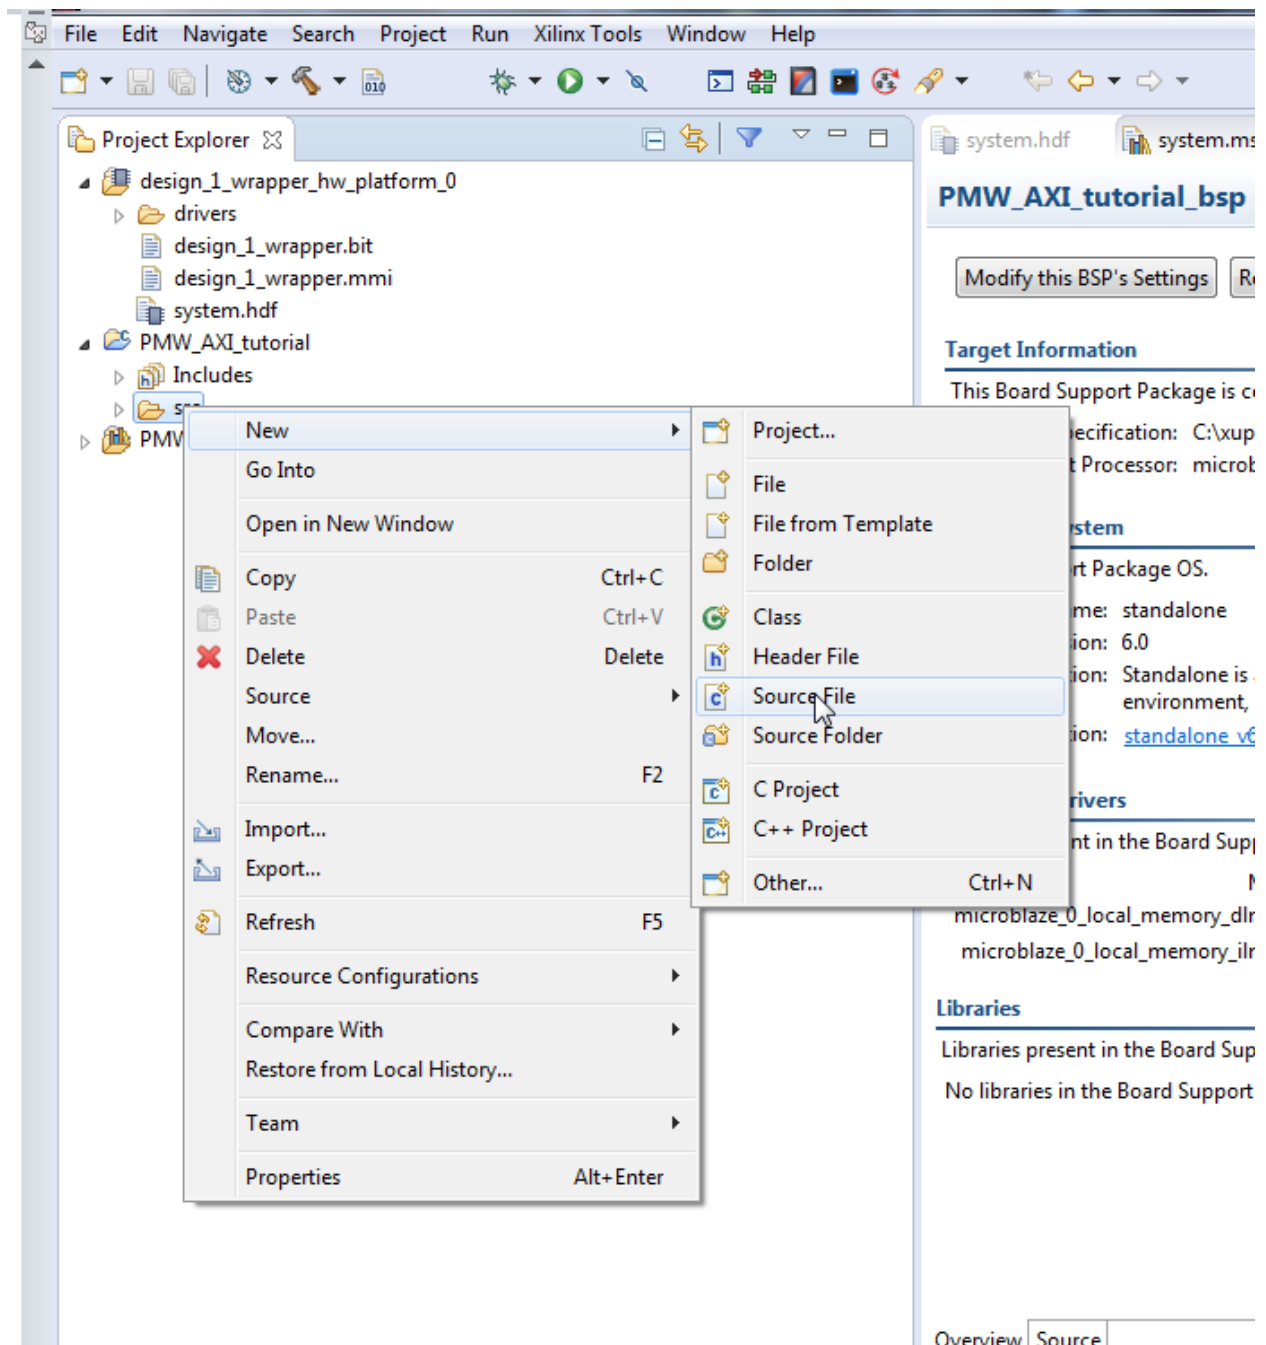 File Edit Navigate Search Project Run Xilinx Tools Window Help
010
Project Explorer
system.hdf system.ms
design_1_wrapper_hw_platform_0
drivers
design_1_wrapper.bit
design_1_wrapper.mmi
system.hdf
PMW_AXI_tutorial
Includes
PMW
New
Go Into
Open in New Window
Copy Ctrl+C
Paste Ctrl+V
Delete Delete
Source
Move...
Rename... F2
Import...
Export...
Refresh F5
Resource Configurations
Compare With
Restore from Local History...
Team
Properties Alt+Enter
Project...
File
File from Template
Folder
Class
Header File
Source File
Source Folder
C Project
C++ Project
Other... Ctrl+N
PMW_AXI_tutorial_bsp
Modify this BSP's Settings
Target Information
This Board Support Package is c
ecification: C:\xup
t Processor: microb
stem
rt Package OS.
me: standalone
ion: 6.0
ion: Standalone is
environment,
ion: standalone_v6
rivers
nt in the Board Sup
microblaze_0_local_memory_dlr
microblaze_0_local_memory_ilr
Libraries
Libraries present in the Board Sup
No libraries in the Board Support
Overview Source